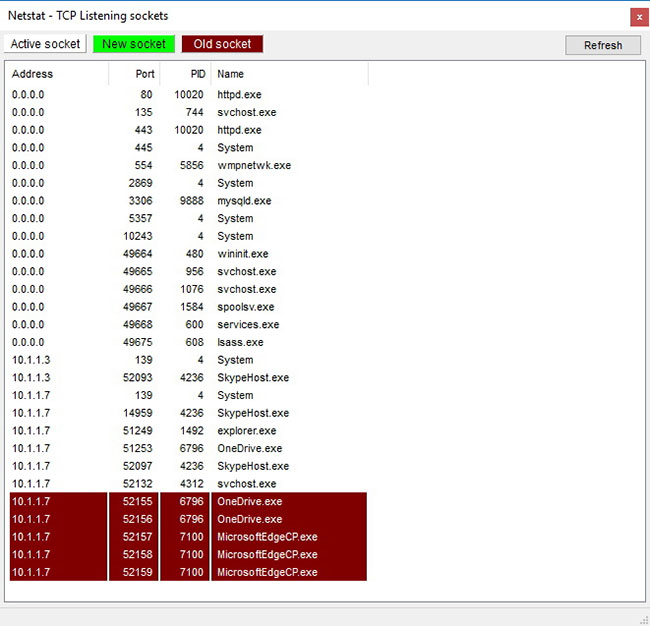 Netstat - TCP Listening sockets
x
Active socket New socket Old socket Refresh
Address Port PID Name
0.0.0.0 80 10020 httpd.exe
0.0.0.0 135 744 svchost.exe
0.0.0.0 443 10020 httpd.exe
0.0.0.0 445 4 System
0.0.0.0 554 5856 wmpnetwk.exe
0.0.0.0 2869 4 System
0.0.0.0 3306 9888 mysqld.exe
0.0.0.0 5357 4 System
0.0.0.0 10243 4 System
0.0.0.0 49664 480 wininit.exe
0.0.0.0 49665 956 svchost.exe
0.0.0.0 49666 1076 svchost.exe
0.0.0.0 49667 1584 spoolsv.exe
0.0.0.0 49668 600 services.exe
0.0.0.0 49675 608 lsass.exe
10.1.1.3 139 4 System
10.1.1.3 52093 4236 SkypeHost.exe
10.1.1.7 139 4 System
10.1.1.7 14959 4236 SkypeHost.exe
10.1.1.7 51249 1492 explorer.exe
10.1.1.7 51253 6796 OneDrive.exe
10.1.1.7 52097 4236 SkypeHost.exe
10.1.1.7 52132 4312 svchost.exe
10.1.1.7 52155 6796 OneDrive.exe
10.1.1.7 52156 6796 OneDrive.exe
10.1.1.7 52157 7100 MicrosoftEdgeCP.exe
10.1.1.7 52158 7100 MicrosoftEdgeCP.exe
10.1.1.7 52159 7100 MicrosoftEdgeCP.exe